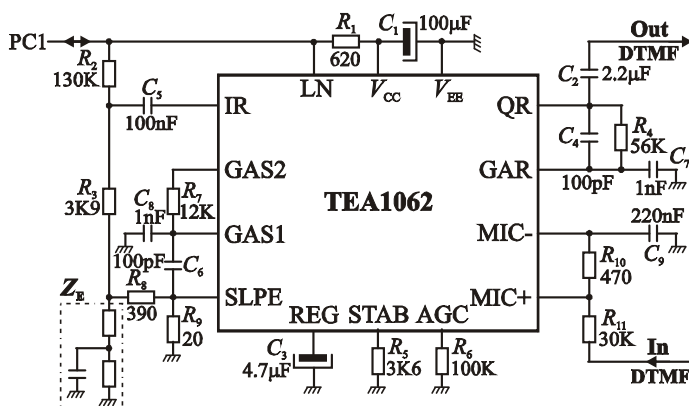 PC1
R1
620
C1
100μF
Out
DTMF
R2
130K
C5
100nF
LN
VCC
VEE
C2
2.2μF
IR
QR
C4
R4
56K
C7
GAS2
GAR
100pF
1nF
R3
3K9
C8
1nF
R7
12K
TEA1062
220nF
GAS1
MIC-
C9
100pF
C6
R10
470
ZE
R8
390
SLPE
MIC+
R9
20
REG
STAB
AGC
R11
30K
In
C3
4.7μF
R5
3K6
R6
100K
DTMF